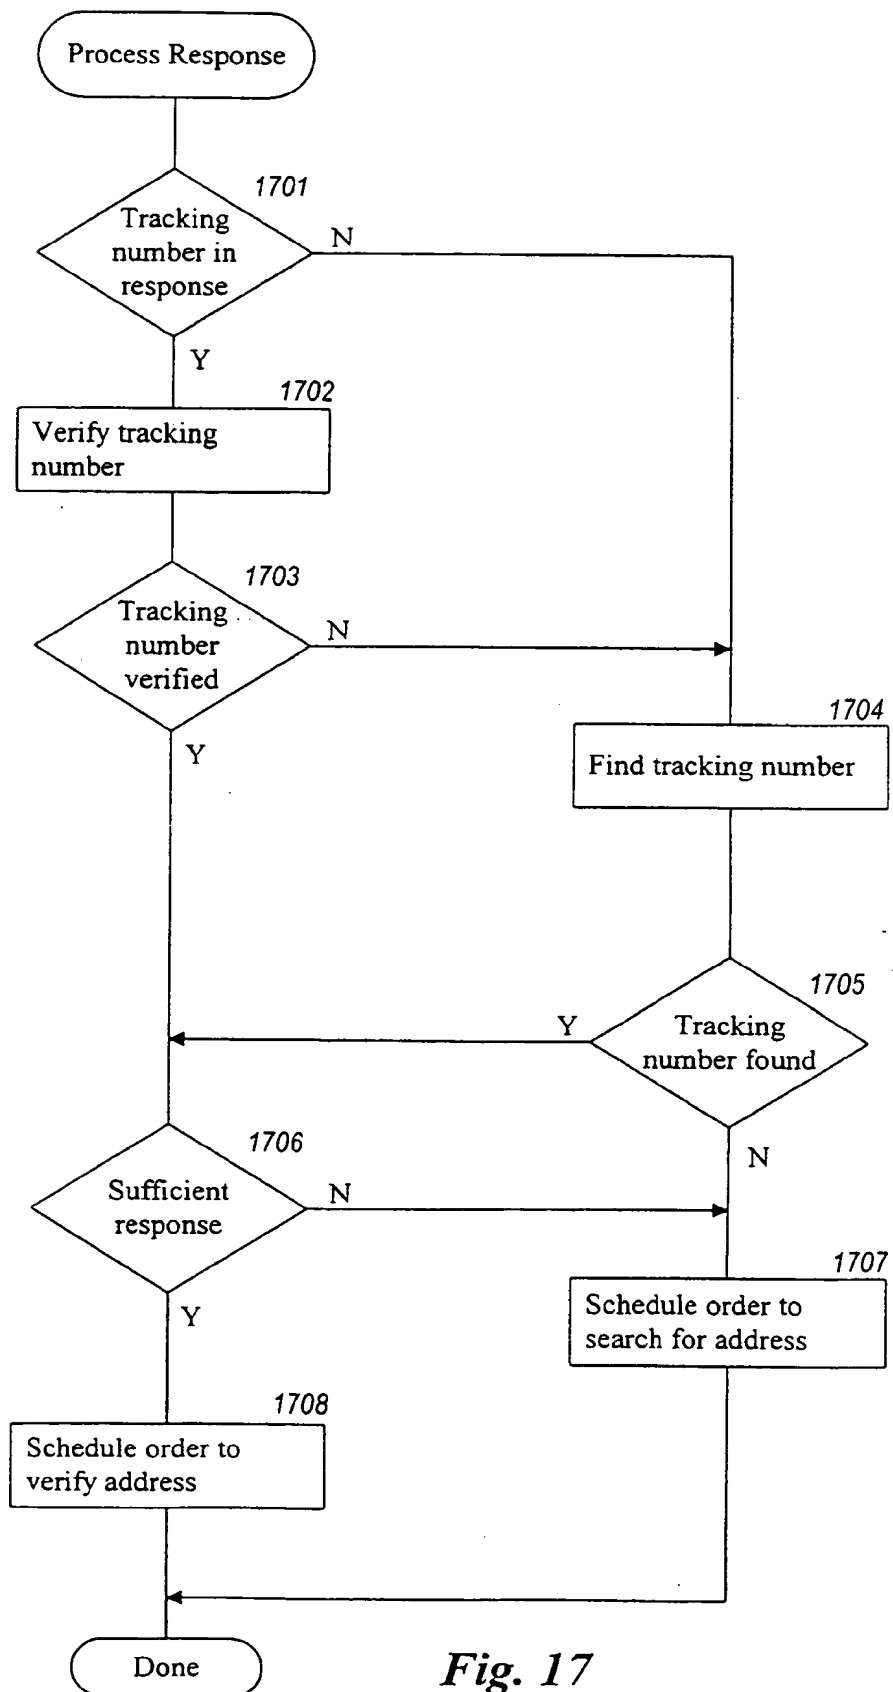 Process Response
1701
Tracking
number in
response
N
Y
1702
Verify tracking
number
1703
Tracking
number
verified
N
Y
1704
Find tracking number
1705
Tracking
number found
Y
N
1706
Sufficient
response
N
Y
1707
Schedule order to
search for address
1708
Schedule order to
verify address
Done
Fig. 17